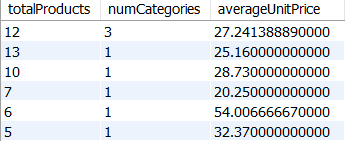 totalProducts numCategories averageUnitPrice
12 3 27.241388890000
13 1 25.160000000000
10 1 28.730000000000
7 1 20.250000000000
6 1 54.006666670000
5 1 32.370000000000